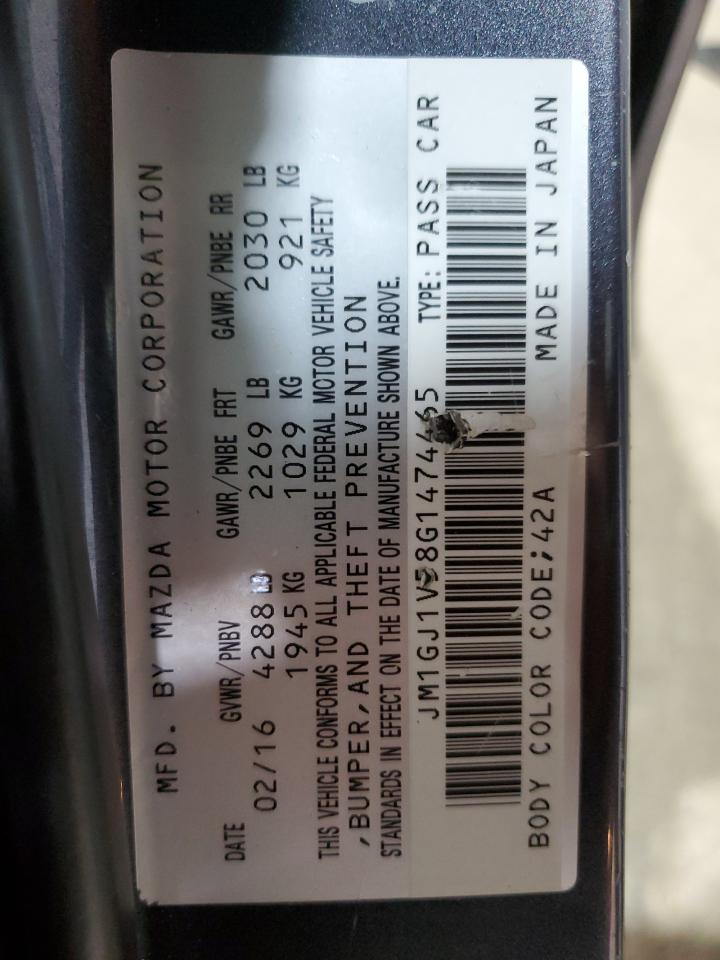 MFD. BY MAZDA MOTOR CORPORATION
DATE GVWR/PNBV GAWR/PNBE FRT GAWR/PNBE RR
02/16 4288 LB 2269 LB 2030 LB
1945 KG 1029 KG 921 KG
THIS VEHICLE CONFORMS TO ALL APPLICABLE FEDERAL MOTOR VEHICLE SAFETY
,BUMPER,AND THEFT PREVENTION
STANDARDS IN EFFECT ON THE DATE OF MANUFACTURE SHOWN ABOVE.
JM1GJ1V58G1474465 TYPE: PASS CAR
BODY COLOR CODE;42A MADE IN JAPAN